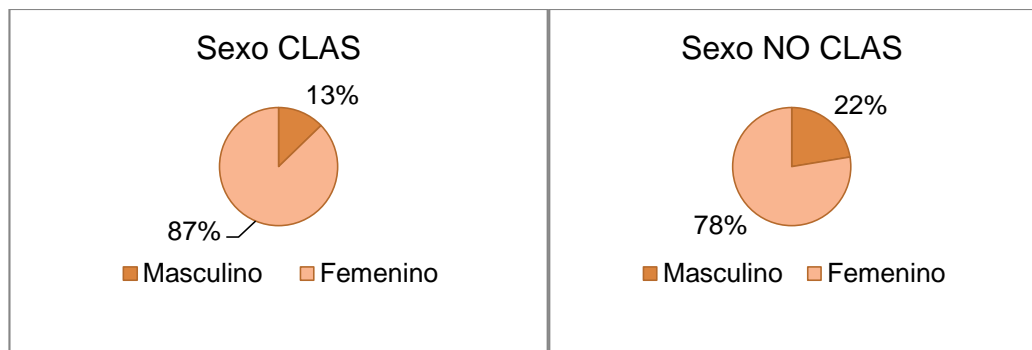 Sexo CLAS
13%
87%
Masculino Femenino
Sexo NO CLAS
22%
78%
Masculino Femenino